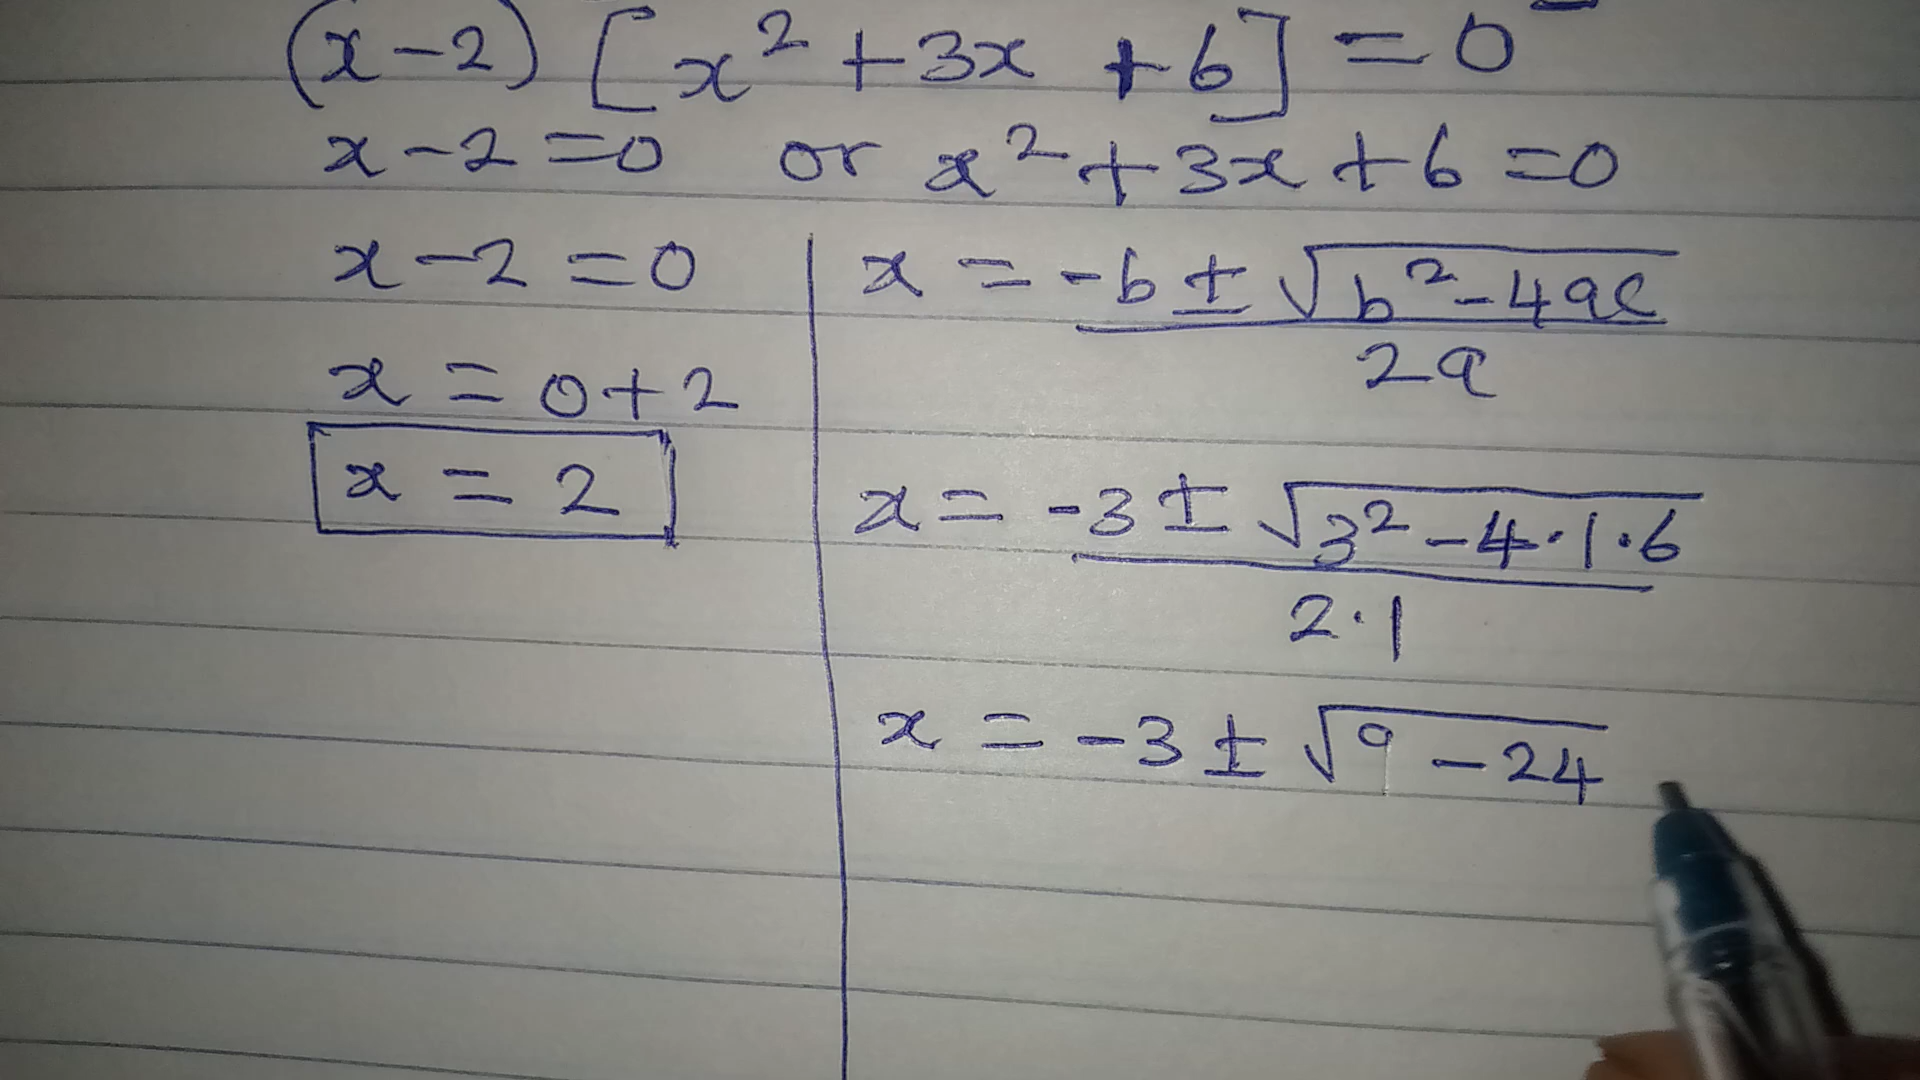 (x-2) [x²+3x+6] = 0
x-2=0 or x²+3x+6=0
x-2=0
x=0+2
x=2
x = -b ± √b²-4ac
2a
x = -3 ± √3²-4·1·6
2·1
x = -3 ± √9-24